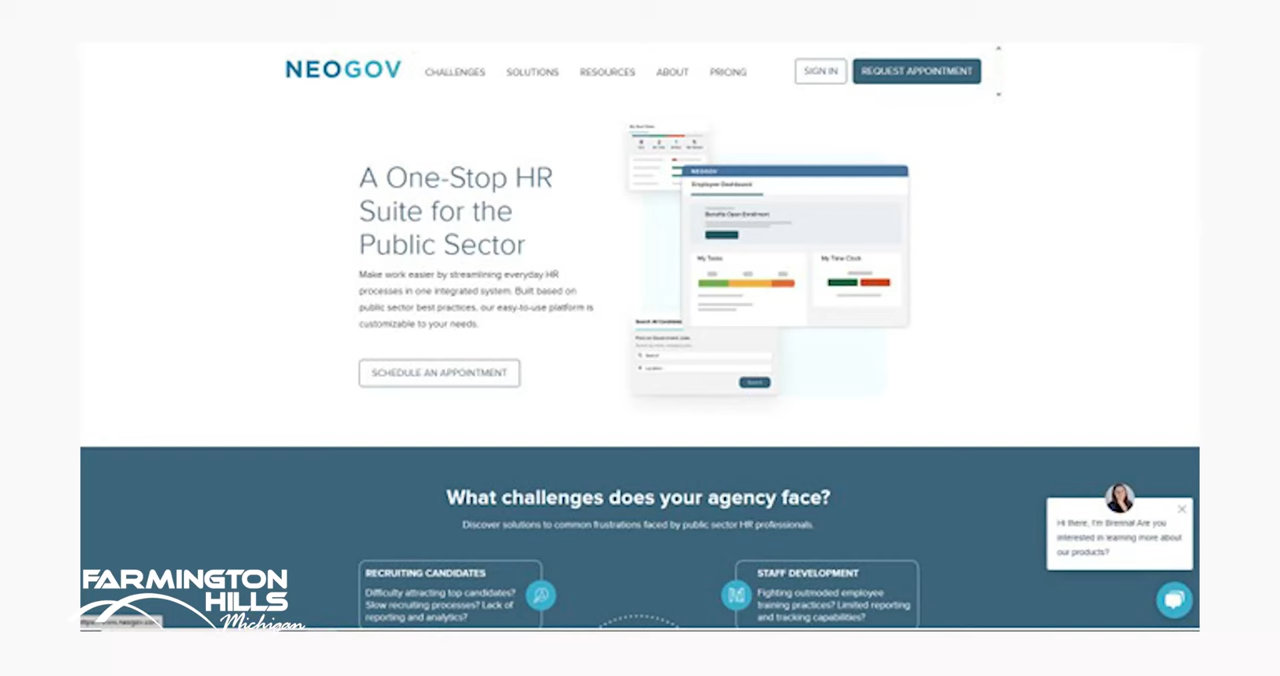 NEOGOV
CHALLENGES SOLUTIONS RESOURCES ABOUT PRICING
SIGN IN
REQUEST APPOINTMENT
A One-Stop HR
Suite for the
Public Sector
Make work easier by streamlining everyday HR
processes in one integrated system. Built based on
public sector best practices, our easy-to-use platform is
customizable to your needs.
SCHEDULE AN APPOINTMENT
NEOGOV
Employee Dashboard
Benefits Open Enrollment
My Tasks
My Time Clock
Search
Location
Search
What challenges does your agency face?
Discover solutions to common frustrations faced by public sector HR professionals.
RECRUITING CANDIDATES
Difficulty attracting top candidates?
Slow recruiting processes? Lack of
reporting and analytics?
STAFF DEVELOPMENT
Fighting outmoded employee
training practices? Limited reporting
and tracking capabilities?
Hi there, I'm Brenna! Are you
interested in learning more about
our products?
FARMINGTON
HILLS
Michigan